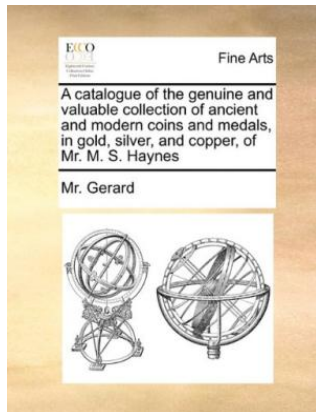 ECCO
Fine Arts
A catalogue of the genuine and
valuable collection of ancient
and modern coins and medals,
in gold, silver, and copper, of
Mr. M. S. Haynes
Mr. Gerard